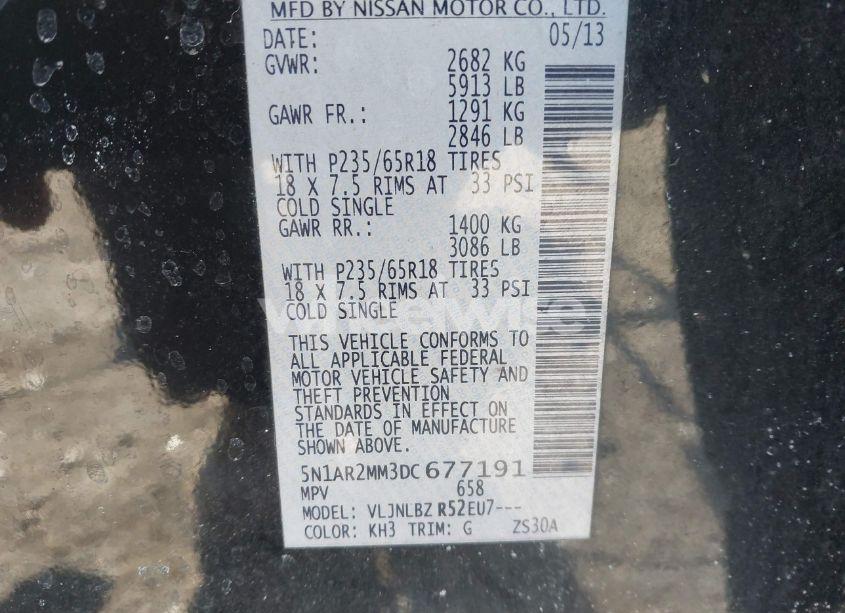 MFD BY NISSAN MOTOR CO., LTD.
DATE: 05/13
GVWR: 2682 KG
5913 LB
GAWR FR.: 1291 KG
2846 LB
WITH P235/65R18 TIRES
18 X 7.5 RIMS AT 33 PSI
COLD SINGLE
GAWR RR.: 1400 KG
3086 LB
WITH P235/65R18 TIRES
18 X 7.5 RIMS AT 33 PSI
COLD SINGLE
THIS VEHICLE CONFORMS TO
ALL APPLICABLE FEDERAL
MOTOR VEHICLE SAFETY AND
THEFT PREVENTION
STANDARDS IN EFFECT ON
THE DATE OF MANUFACTURE
SHOWN ABOVE.
5N1AR2MM3DC677191
MPV 658
MODEL: VLJNLBZ R52EU7---
COLOR: KH3 TRIM: G ZS30A